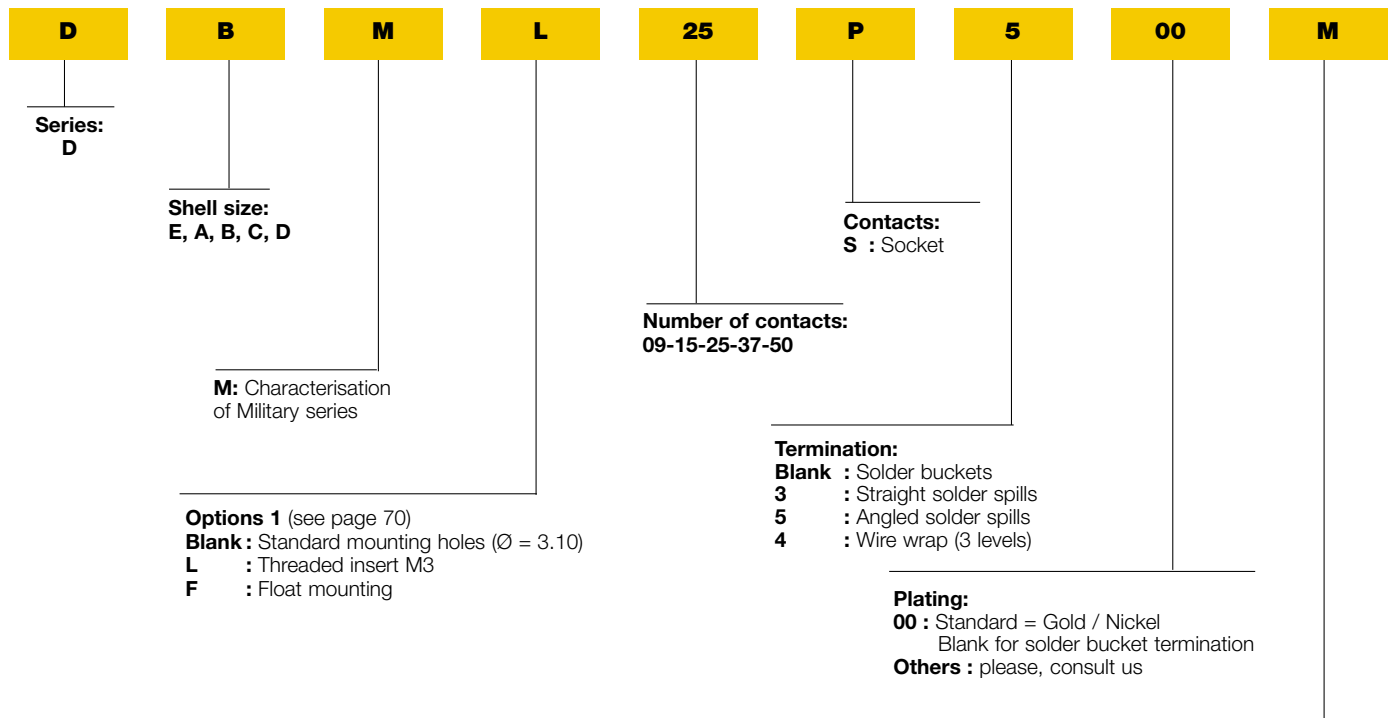 D B M L 25 P 5 00 M
Series:
D
Shell size:
E, A, B, C, D
Contacts:
S : Socket
Number of contacts:
09-15-25-37-50
M: Characterisation
of Military series
Termination:
Blank : Solder buckets
3 : Straight solder spills
5 : Angled solder spills
4 : Wire wrap (3 levels)
Options 1 (see page 70)
Blank : Standard mounting holes (Ø = 3.10)
L : Threaded insert M3
F : Float mounting
Plating:
00 : Standard = Gold / Nickel
Blank for solder bucket termination
Others : please, consult us